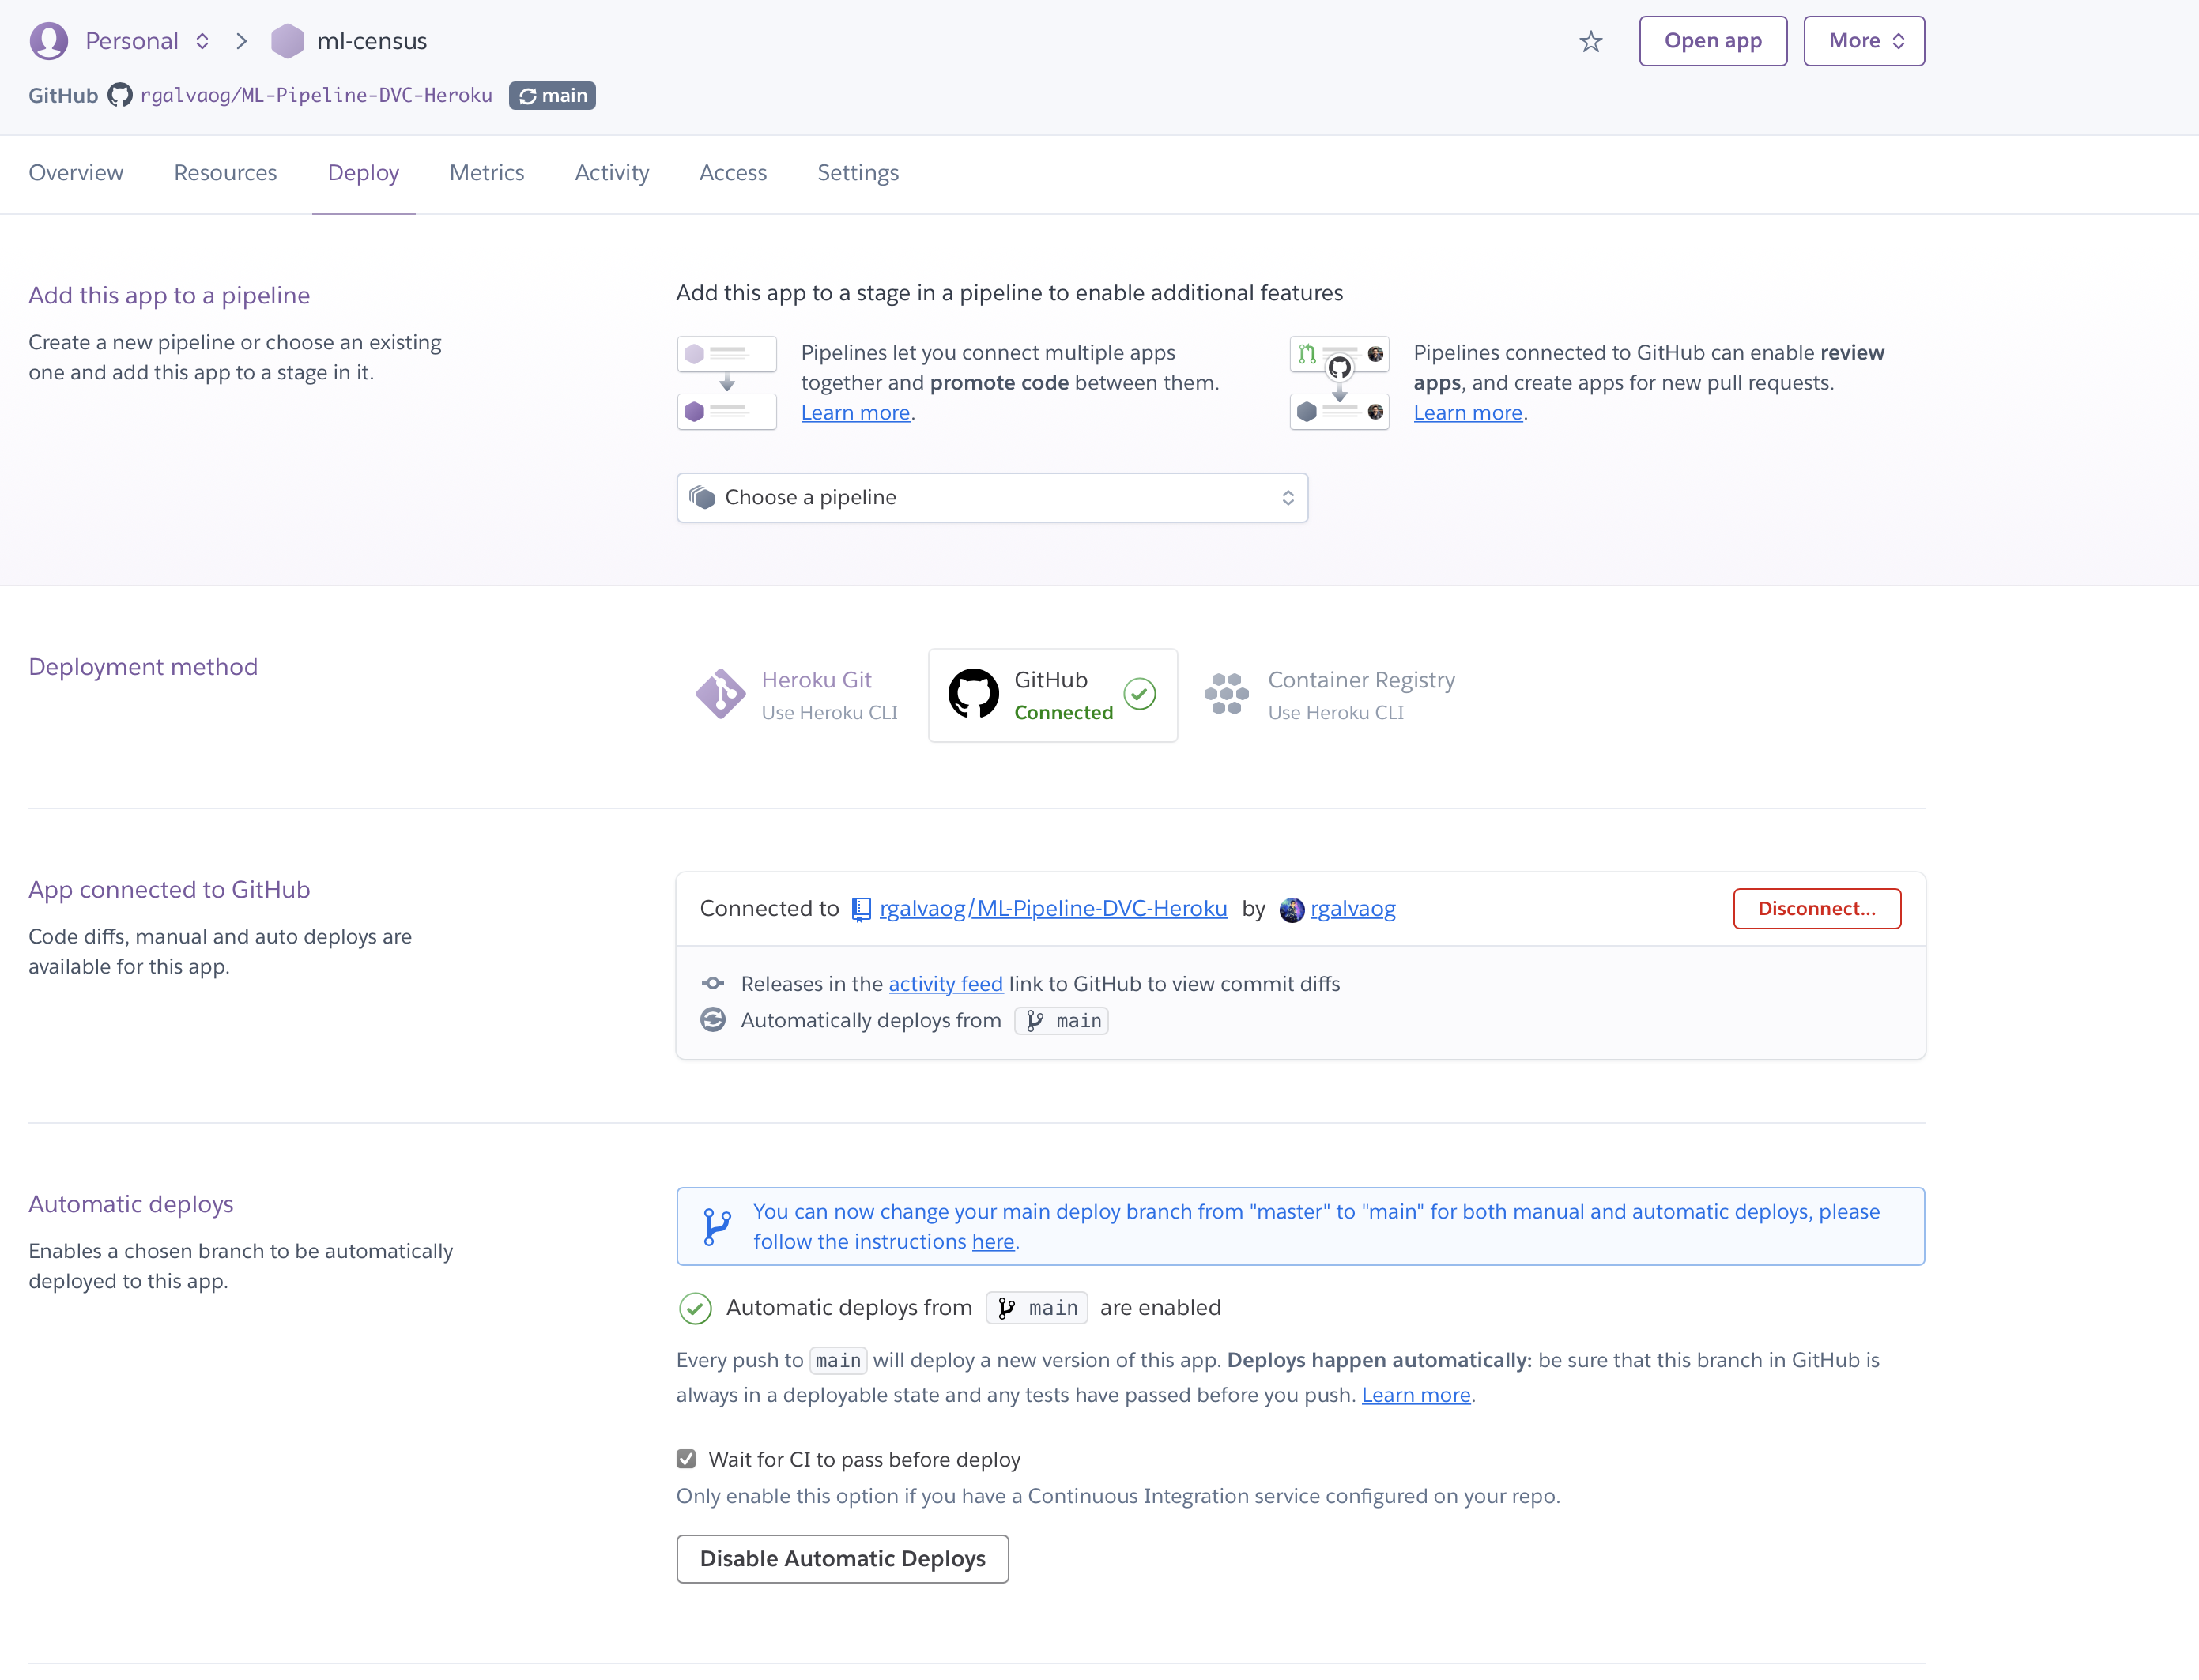 Personal
ml-census
Open app
More
GitHub rgalvaog/ML-Pipeline-DVC-Heroku main
Overview Resources Deploy Metrics Activity Access Settings
Add this app to a pipeline
Create a new pipeline or choose an existing
one and add this app to a stage in it.
Add this app to a stage in a pipeline to enable additional features
Pipelines let you connect multiple apps
together and promote code between them.
Learn more.
Pipelines connected to GitHub can enable review
apps, and create apps for new pull requests.
Learn more.
Choose a pipeline
Deployment method
Heroku Git
Use Heroku CLI
GitHub
Connected
Container Registry
Use Heroku CLI
App connected to GitHub
Code diffs, manual and auto deploys are
available for this app.
Connected to rgalvaog/ML-Pipeline-DVC-Heroku by rgalvaog
Disconnect...
Releases in the activity feed link to GitHub to view commit diffs
Automatically deploys from main
Automatic deploys
Enables a chosen branch to be automatically
deployed to this app.
You can now change your main deploy branch from "master" to "main" for both manual and automatic deploys, please
follow the instructions here.
Automatic deploys from main are enabled
Every push to main will deploy a new version of this app. Deploys happen automatically: be sure that this branch in GitHub is
always in a deployable state and any tests have passed before you push. Learn more.
Wait for CI to pass before deploy
Only enable this option if you have a Continuous Integration service configured on your repo.
Disable Automatic Deploys